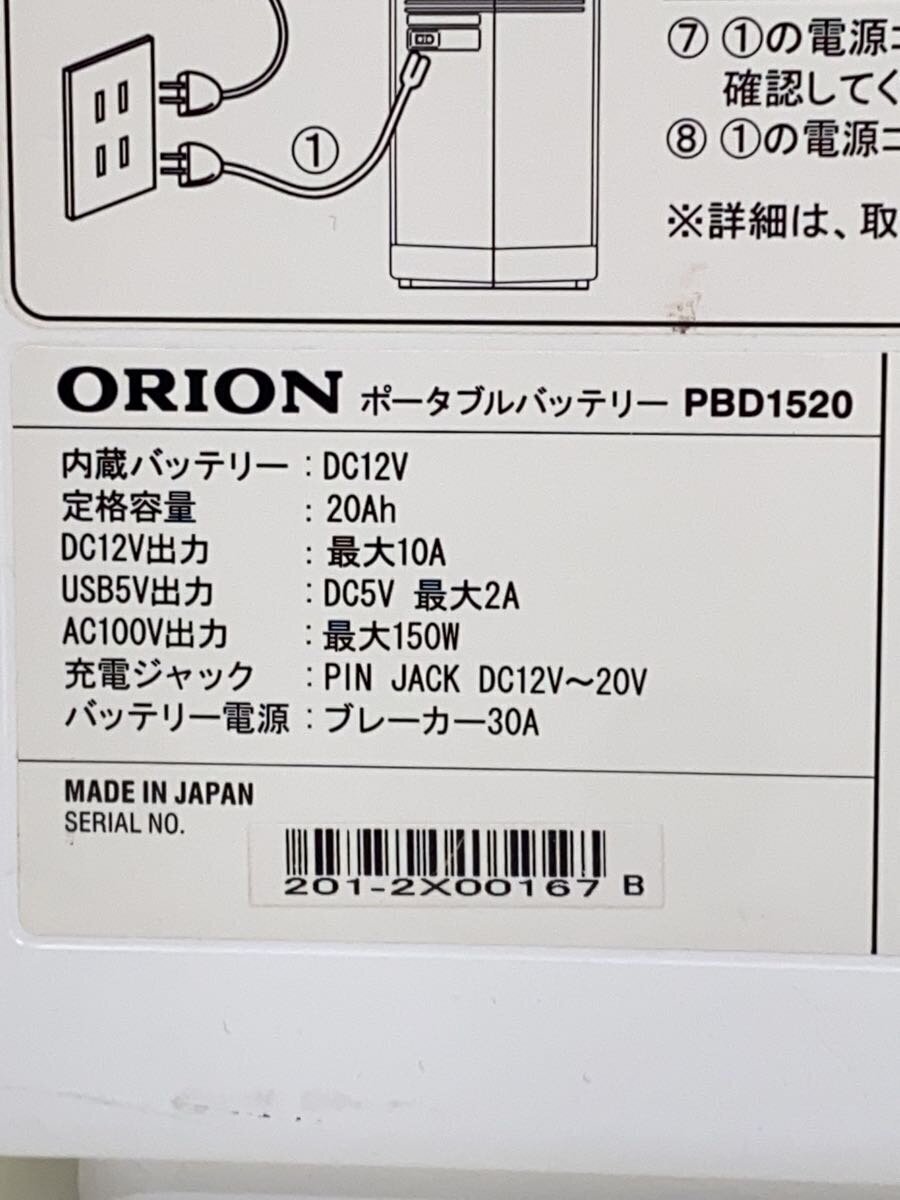 ⑦ ①の電源コ
確認してく
⑧ ①の電源コ
※詳細は、取
①
ORION ポータブルバッテリー PBD1520
内蔵バッテリー : DC12V
定格容量 : 20Ah
DC12V出力 : 最大10A
USB5V出力 : DC5V 最大2A
AC100V出力 : 最大150W
充電ジャック : PIN JACK DC12V〜20V
バッテリー電源 : ブレーカー30A
MADE IN JAPAN
SERIAL NO.
201-2X00167 B